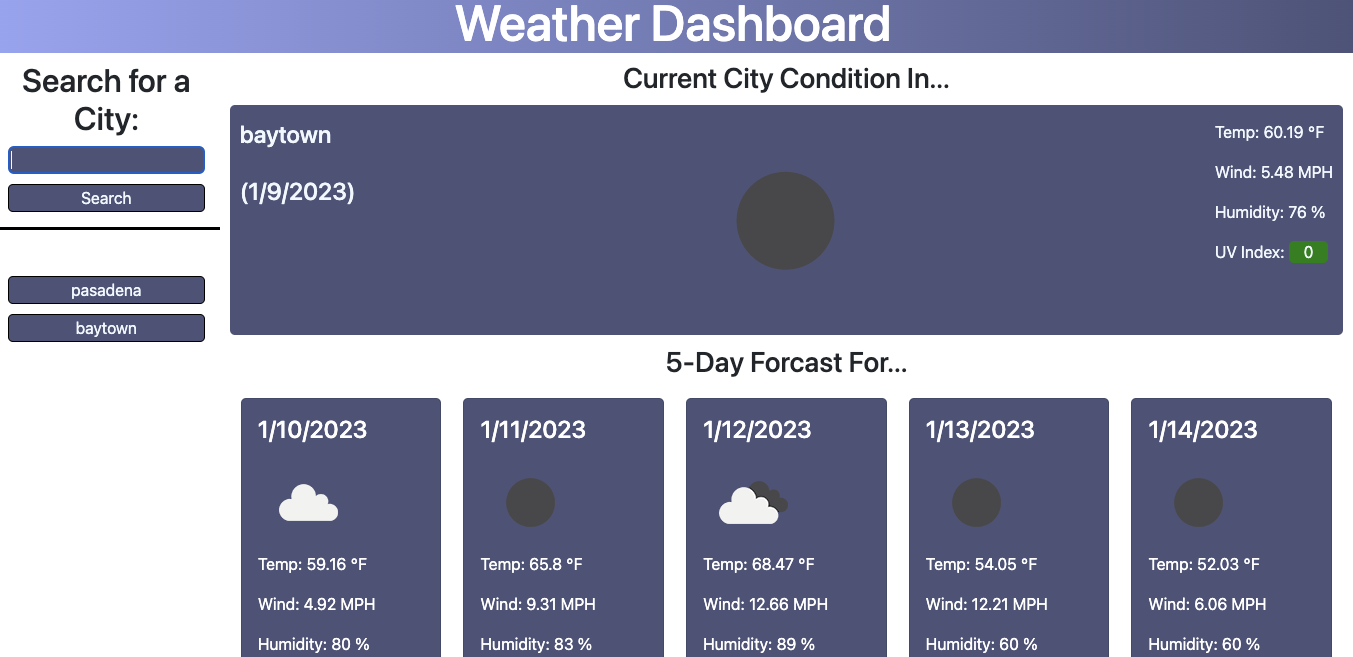 Weather Dashboard
Search for a
City:
Search
pasadena
baytown
Current City Condition In...
baytown
(1/9/2023)
Temp: 60.19 °F
Wind: 5.48 MPH
Humidity: 76 %
UV Index: 0
5-Day Forcast For...
1/10/2023
Temp: 59.16 °F
Wind: 4.92 MPH
Humidity: 80 %
1/11/2023
Temp: 65.8 °F
Wind: 9.31 MPH
Humidity: 83 %
1/12/2023
Temp: 68.47 °F
Wind: 12.66 MPH
Humidity: 89 %
1/13/2023
Temp: 54.05 °F
Wind: 12.21 MPH
Humidity: 60 %
1/14/2023
Temp: 52.03 °F
Wind: 6.06 MPH
Humidity: 60 %